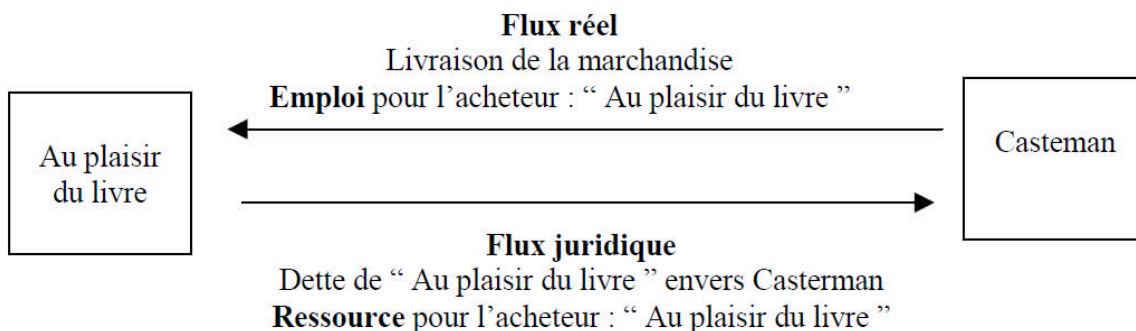 Flux réel
Livraison de la marchandise
Emploi pour l’acheteur : “ Au plaisir du livre ”
Au plaisir
du livre
Casteman
Flux juridique
Dette de “ Au plaisir du livre ” envers Casterman
Ressource pour l’acheteur : “ Au plaisir du livre ”